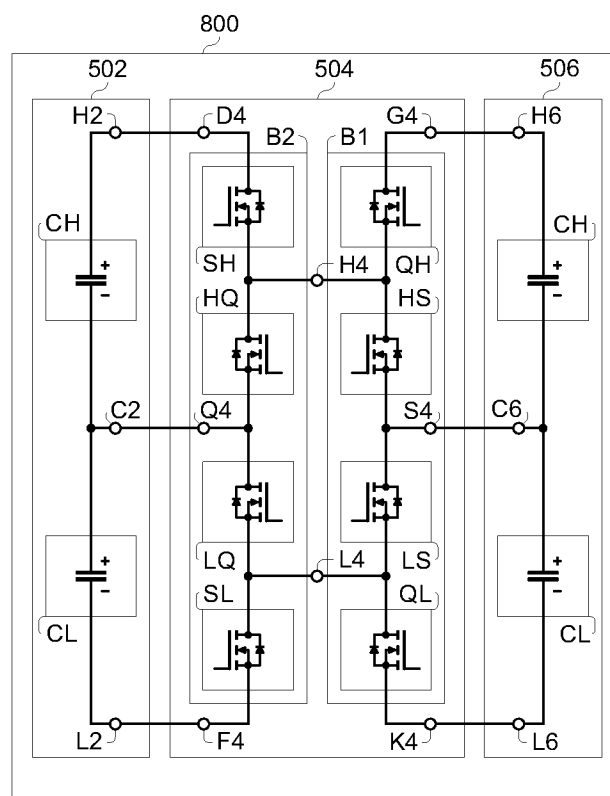 800
502 504 506
H2 D4 G4 H6
B2 B1
CH CH
SH H4 QH
HQ HS
C2 Q4 S4 C6
LQ L4 LS
SL QL
CL CL
L2 F4 K4 L6
+ + - -
+ + - -